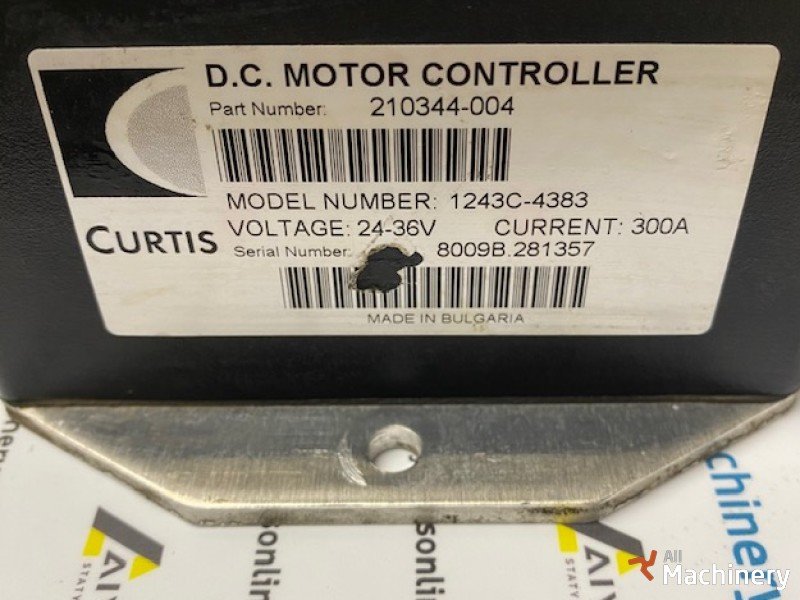 D.C. MOTOR CONTROLLER
Part Number: 210344-004
MODEL NUMBER: 1243C-4383
CURTIS
VOLTAGE: 24-36V CURRENT: 300A
Serial Number: 8009B.281357
MADE IN BULGARIA
All
Machinery